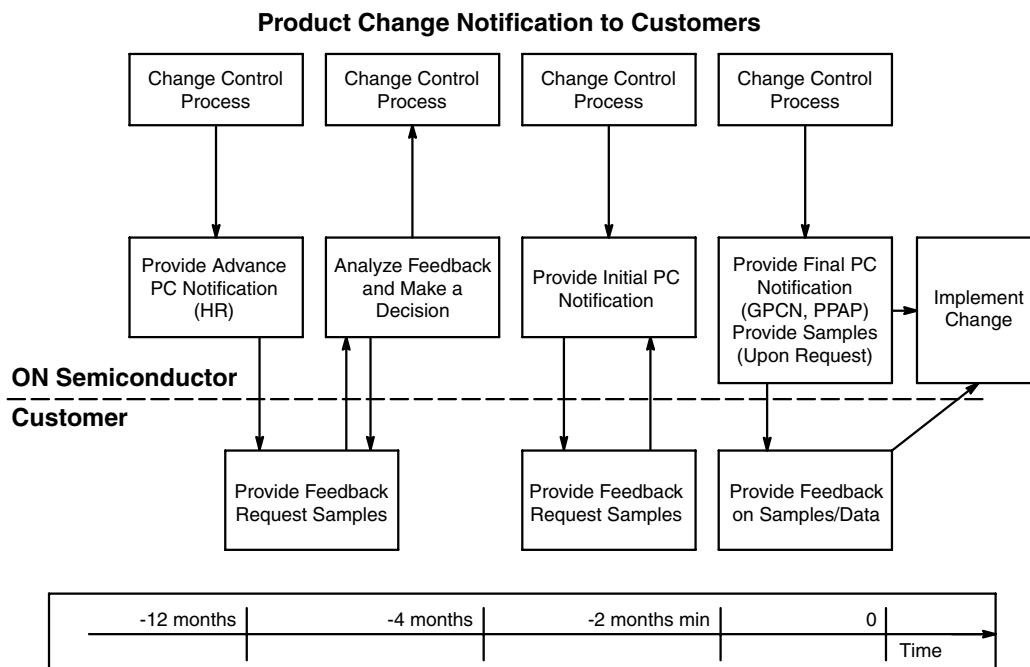 Product Change Notification to Customers
Change Control
Process
Change Control
Process
Change Control
Process
Change Control
Process
Provide Advance
PC Notification
(HR)
Analyze Feedback
and Make a
Decision
Provide Initial PC
Notification
Provide Final PC
Notification
(GPCN, PPAP)
Provide Samples
(Upon Request)
Implement
Change
ON Semiconductor
Customer
Provide Feedback
Request Samples
Provide Feedback
Request Samples
Provide Feedback
on Samples/Data
-12 months
-4 months
-2 months min
0
Time